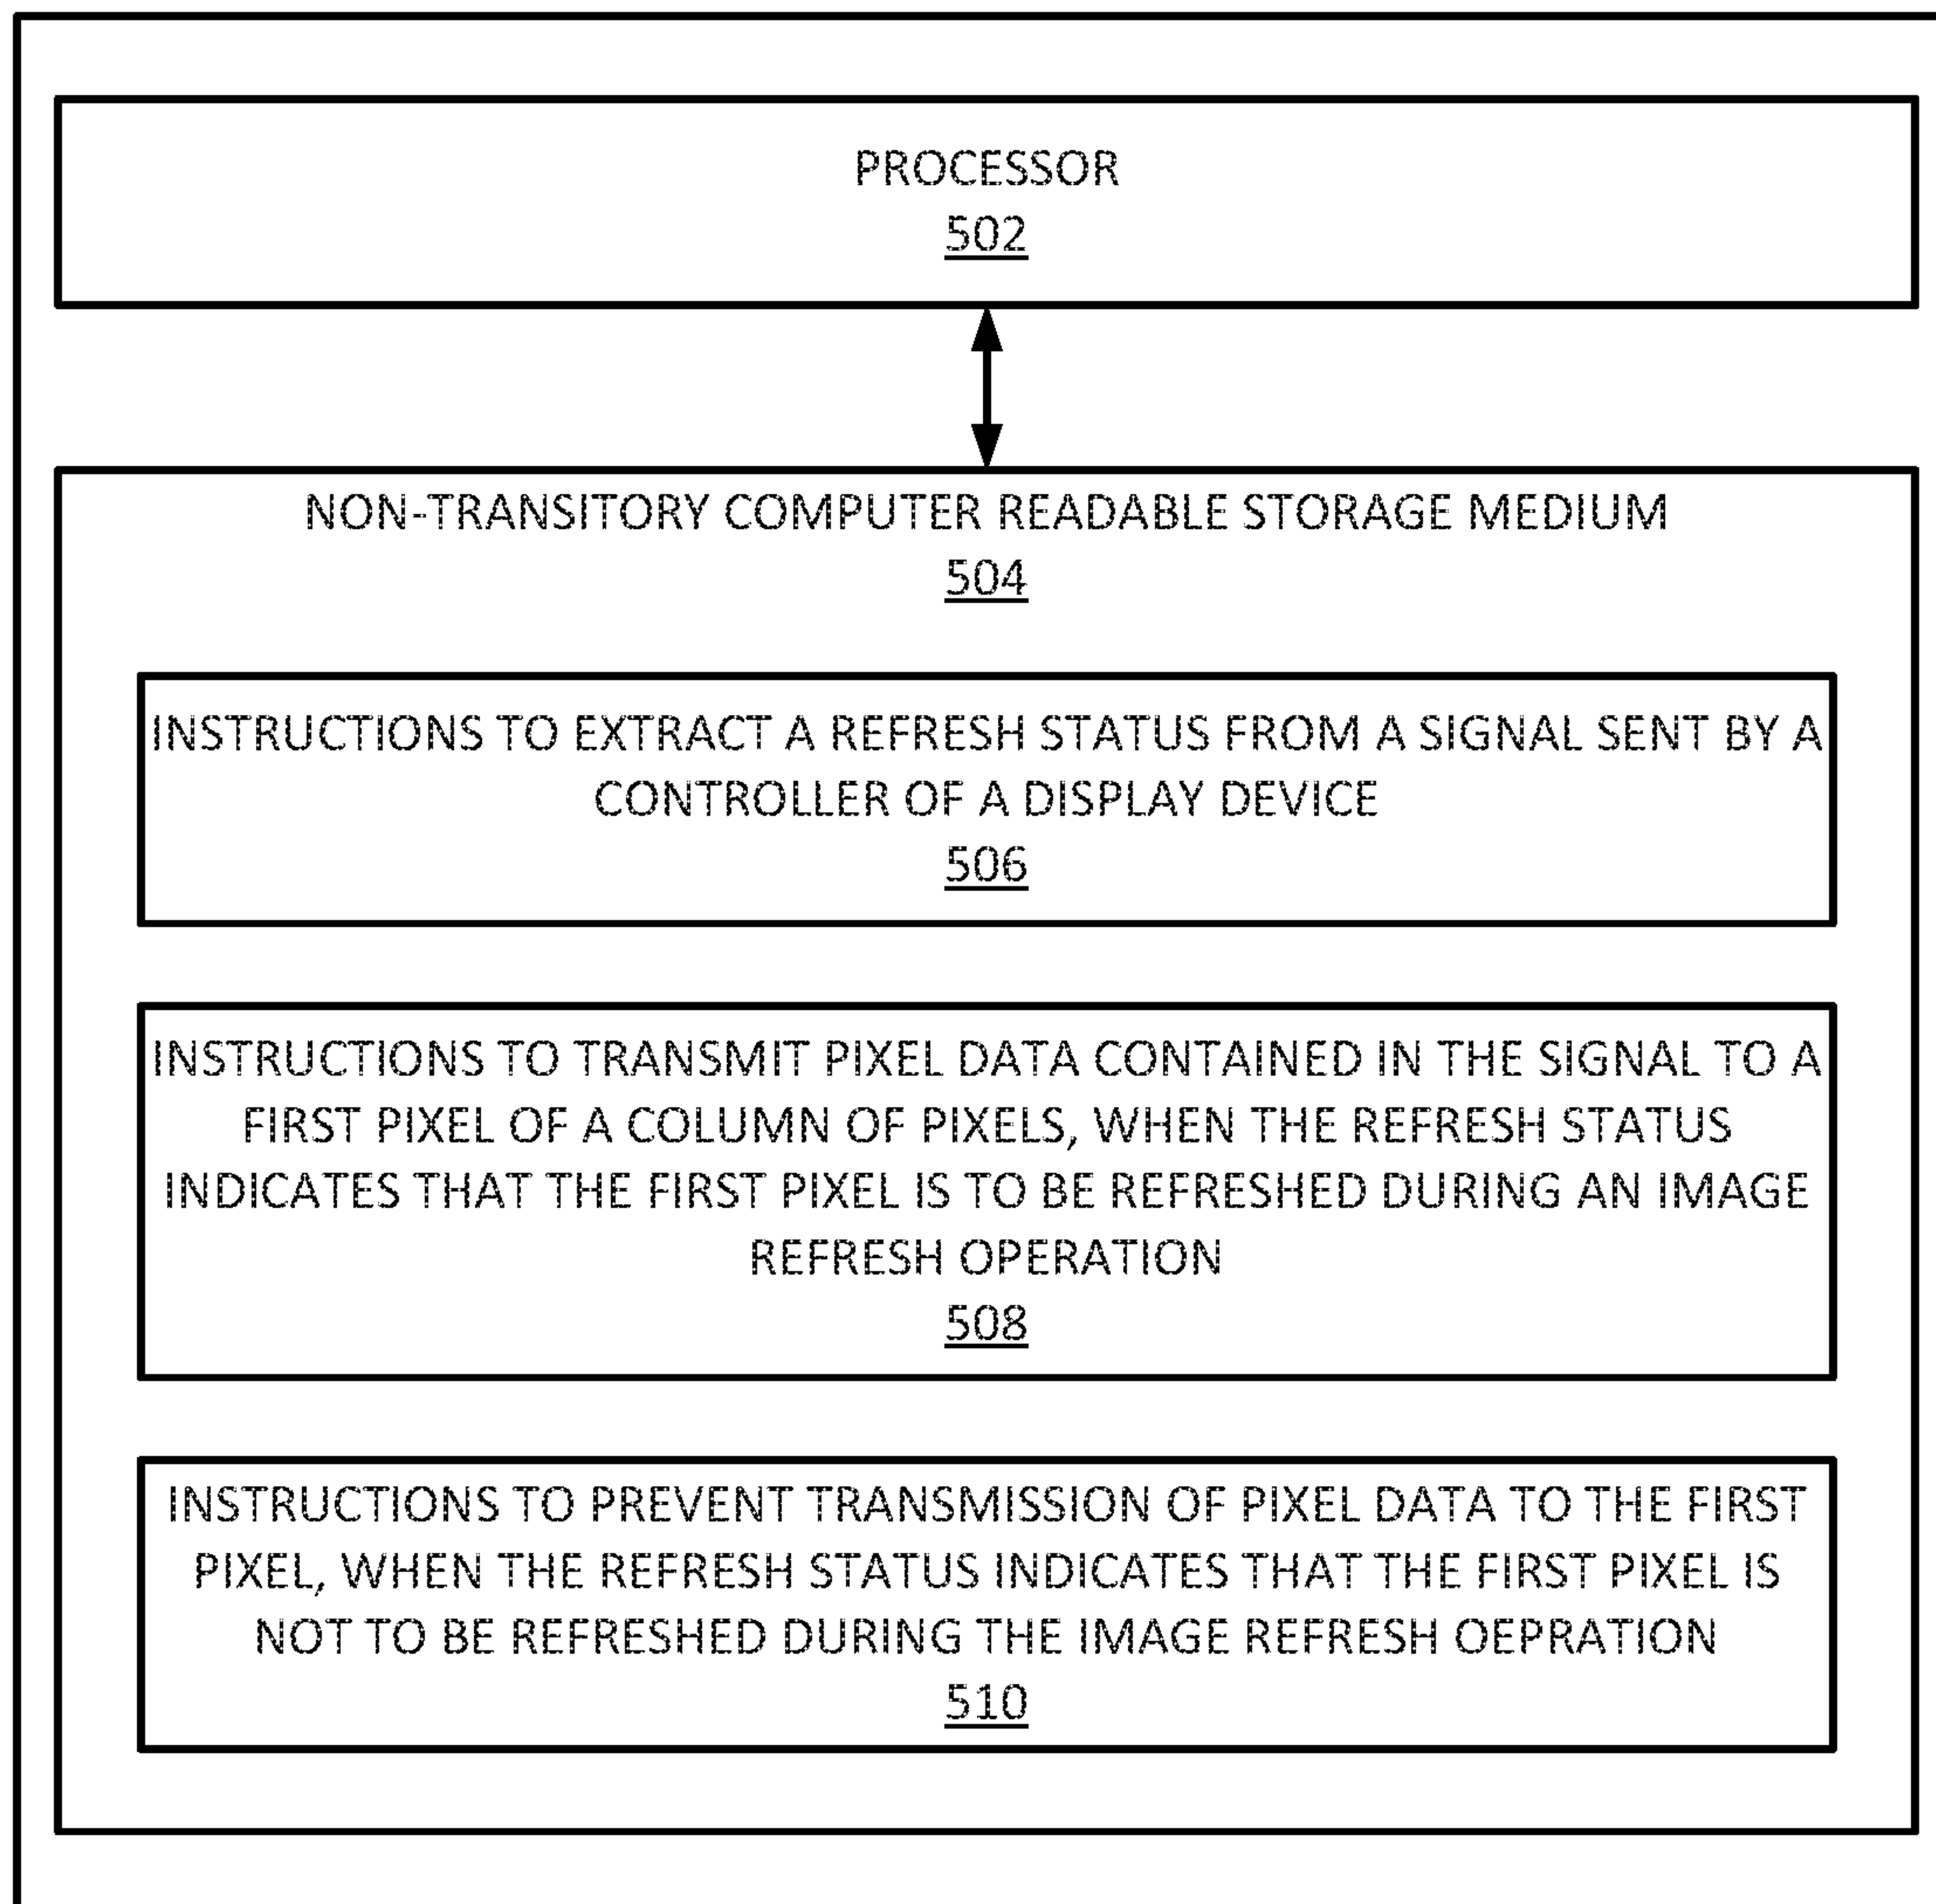 PROCESSOR
502
NON-TRANSITORY COMPUTER READABLE STORAGE MEDIUM
504
INSTRUCTIONS TO EXTRACT A REFRESH STATUS FROM A SIGNAL SENT BY A
CONTROLLER OF A DISPLAY DEVICE
506
INSTRUCTIONS TO TRANSMIT PIXEL DATA CONTAINED IN THE SIGNAL TO A
FIRST PIXEL OF A COLUMN OF PIXELS, WHEN THE REFRESH STATUS
INDICATES THAT THE FIRST PIXEL IS TO BE REFRESHED DURING AN IMAGE
REFRESH OPERATION
508
INSTRUCTIONS TO PREVENT TRANSMISSION OF PIXEL DATA TO THE FIRST
PIXEL, WHEN THE REFRESH STATUS INDICATES THAT THE FIRST PIXEL IS
NOT TO BE REFRESHED DURING THE IMAGE REFRESH OEPRATION
510